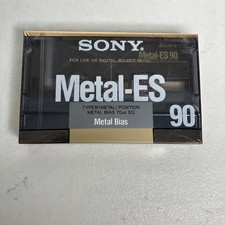 SONY.
SONY
Metal-ES 90
FOR LIVE OR DIGITAL SOURCE MUSIC
Metal-ES
TYPE IV (METAL) POSITION
METAL BIAS 70µs EQ
Metal Bias
90